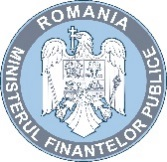 ROMANIA
MINISTERUL FINANTELOR PUBLICE